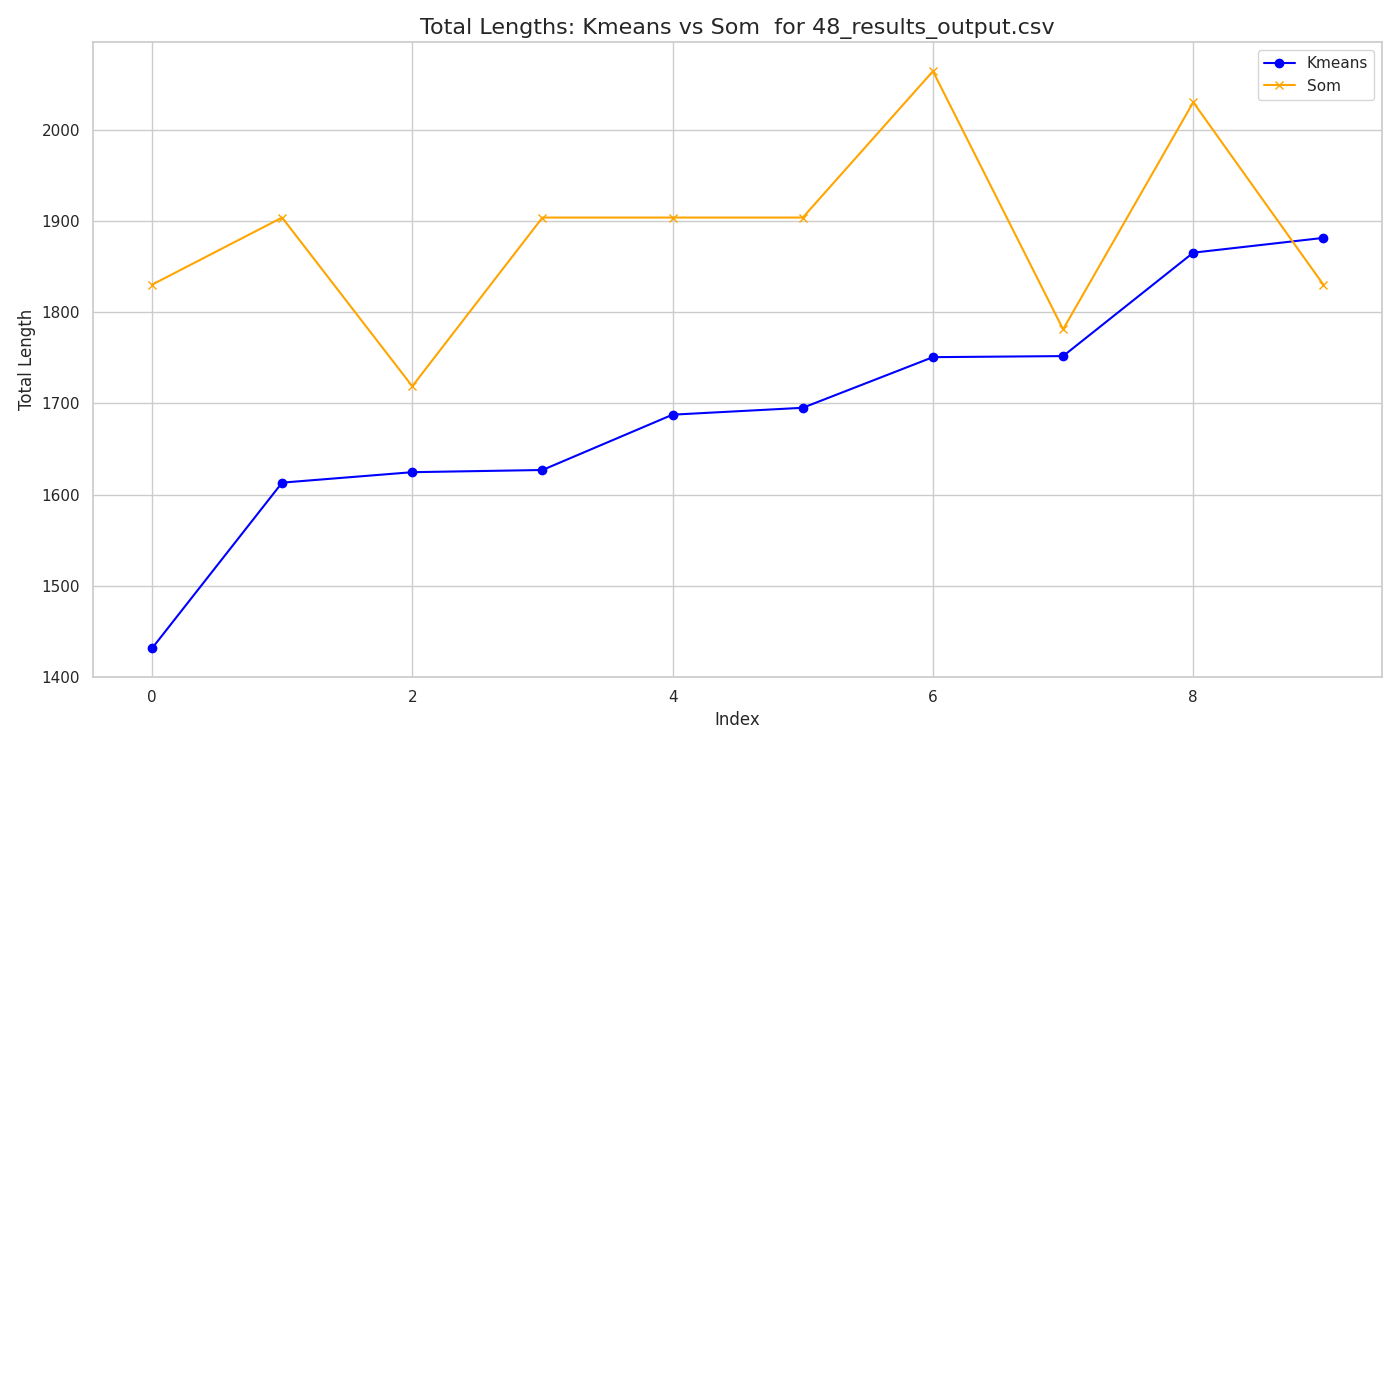 Total Lengths: Kmeans vs Som  for 48_results_output.csv
Kmeans
Som
Total Length
2000
1900
1800
1700
1600
1500
1400
0 2 4 6 8
Index